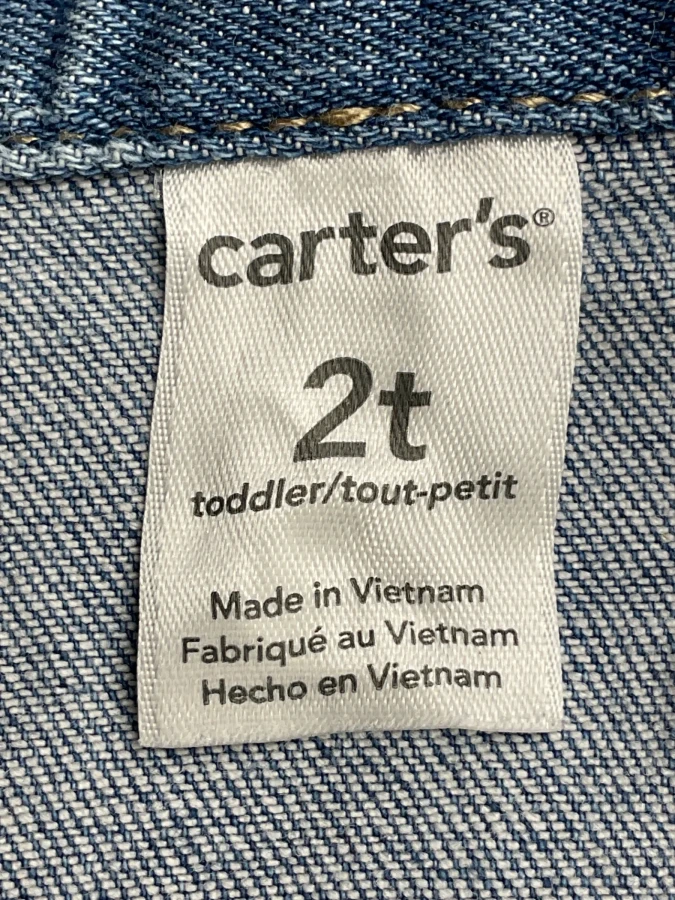 carter's®
2t
toddler/tout-petit
Made in Vietnam
Fabriqué au Vietnam
Hecho en Vietnam